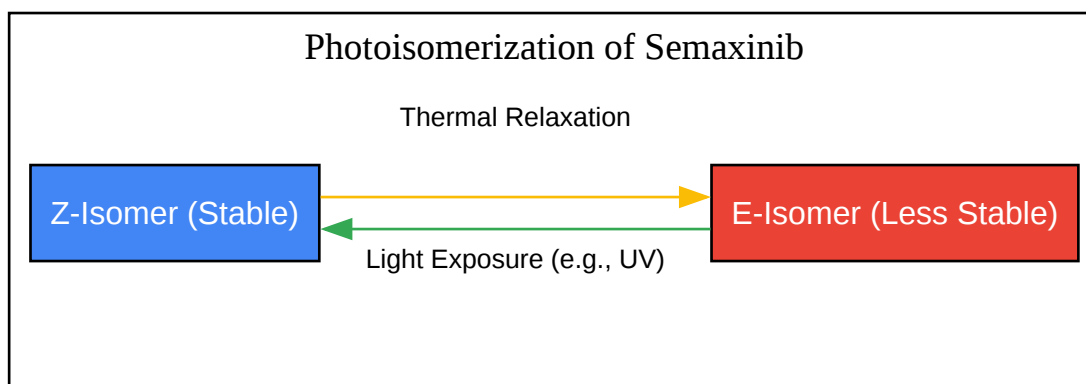 Photoisomerization of Semaxinib
Thermal Relaxation
Z-Isomer (Stable)
E-Isomer (Less Stable)
Light Exposure (e.g., UV)